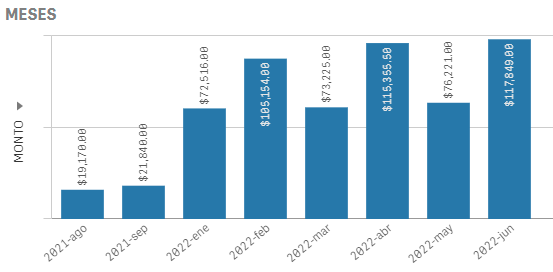 MESES
MONTO
$19,170.00
$21,840.00
$72,516.00
$105,154.00
$73,225.00
$115,355.50
$76,221.00
$117,849.00
2021-ago
2021-sep
2022-ene
2022-feb
2022-mar
2022-abr
2022-may
2022-jun